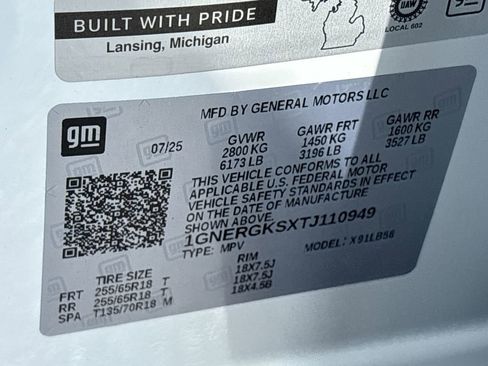 BUILT WITH PRIDE
Lansing, Michigan
UAW
LOCAL 602
gm
MFD BY GENERAL MOTORS LLC
07/25
GVWR
2800 KG
6173 LB
GAWR FRT
1450 KG
3196 LB
GAWR RR
1600 KG
3527 LB
THIS VEHICLE CONFORMS TO ALL
APPLICABLE U.S. FEDERAL MOTOR
VEHICLE SAFETY STANDARDS IN EFFECT
ON THE DATE OF MANUFACTURE
SHOWN ABOVE.
1GNERGKSXTJ110949
TYPE: MPV
MODEL: X91LB56
TIRE SIZE
RIM
FRT 255/65R18 T 18X7.5J
RR 255/65R18 T 18X7.5J
SPA T135/70R18 M 18X4.5B